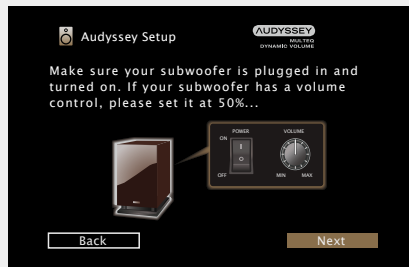 Audyssey Setup
AUDYSSEY
MULTEQ
DYNAMIC VOLUME
Make sure your subwoofer is plugged in and
turned on. If your subwoofer has a volume
control, please set it at 50%...
POWER
VOLUME
ON
I
O
OFF
MIN
MAX
Back
Next